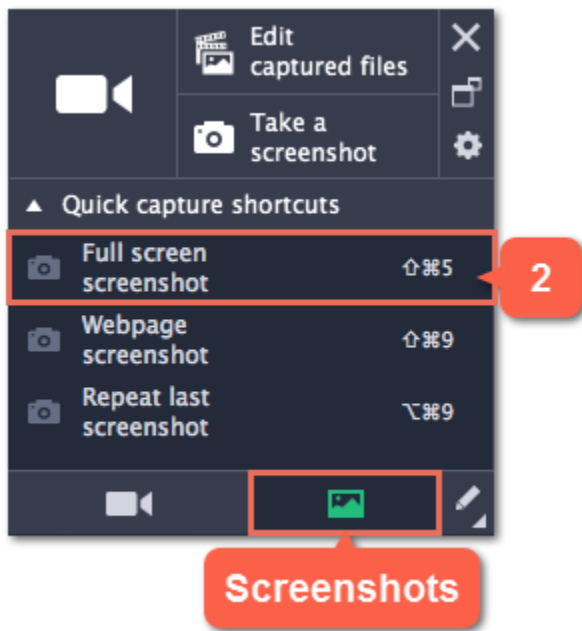 Edit
captured files
Take a
screenshot
▲ Quick capture shortcuts
Full screen
screenshot
⇧⌘5
2
Webpage
screenshot
⇧⌘9
Repeat last
screenshot
⌥⌘9
Screenshots